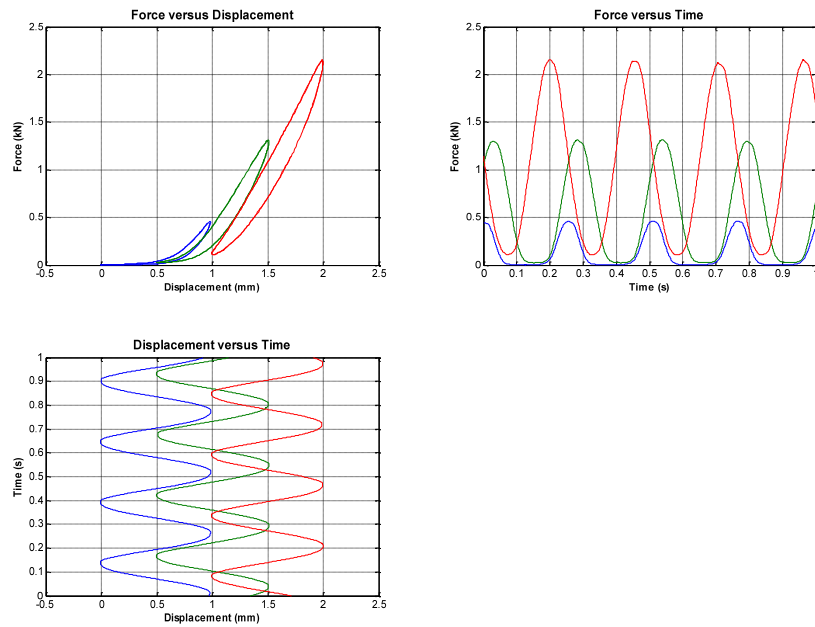 Force versus Displacement
2.5
2
1.5
1
0.5
0
Force (kN)
-0.5 0 0.5 1 1.5 2 2.5
Displacement (mm)
Force versus Time
2.5
2
1.5
1
0.5
0
Force (kN)
0 0.1 0.2 0.3 0.4 0.5 0.6 0.7 0.8 0.9 1
Time (s)
Displacement versus Time
1
0.9
0.8
0.7
0.6
0.5
0.4
0.3
0.2
0.1
0
Time (s)
-0.5 0 0.5 1 1.5 2 2.5
Displacement (mm)